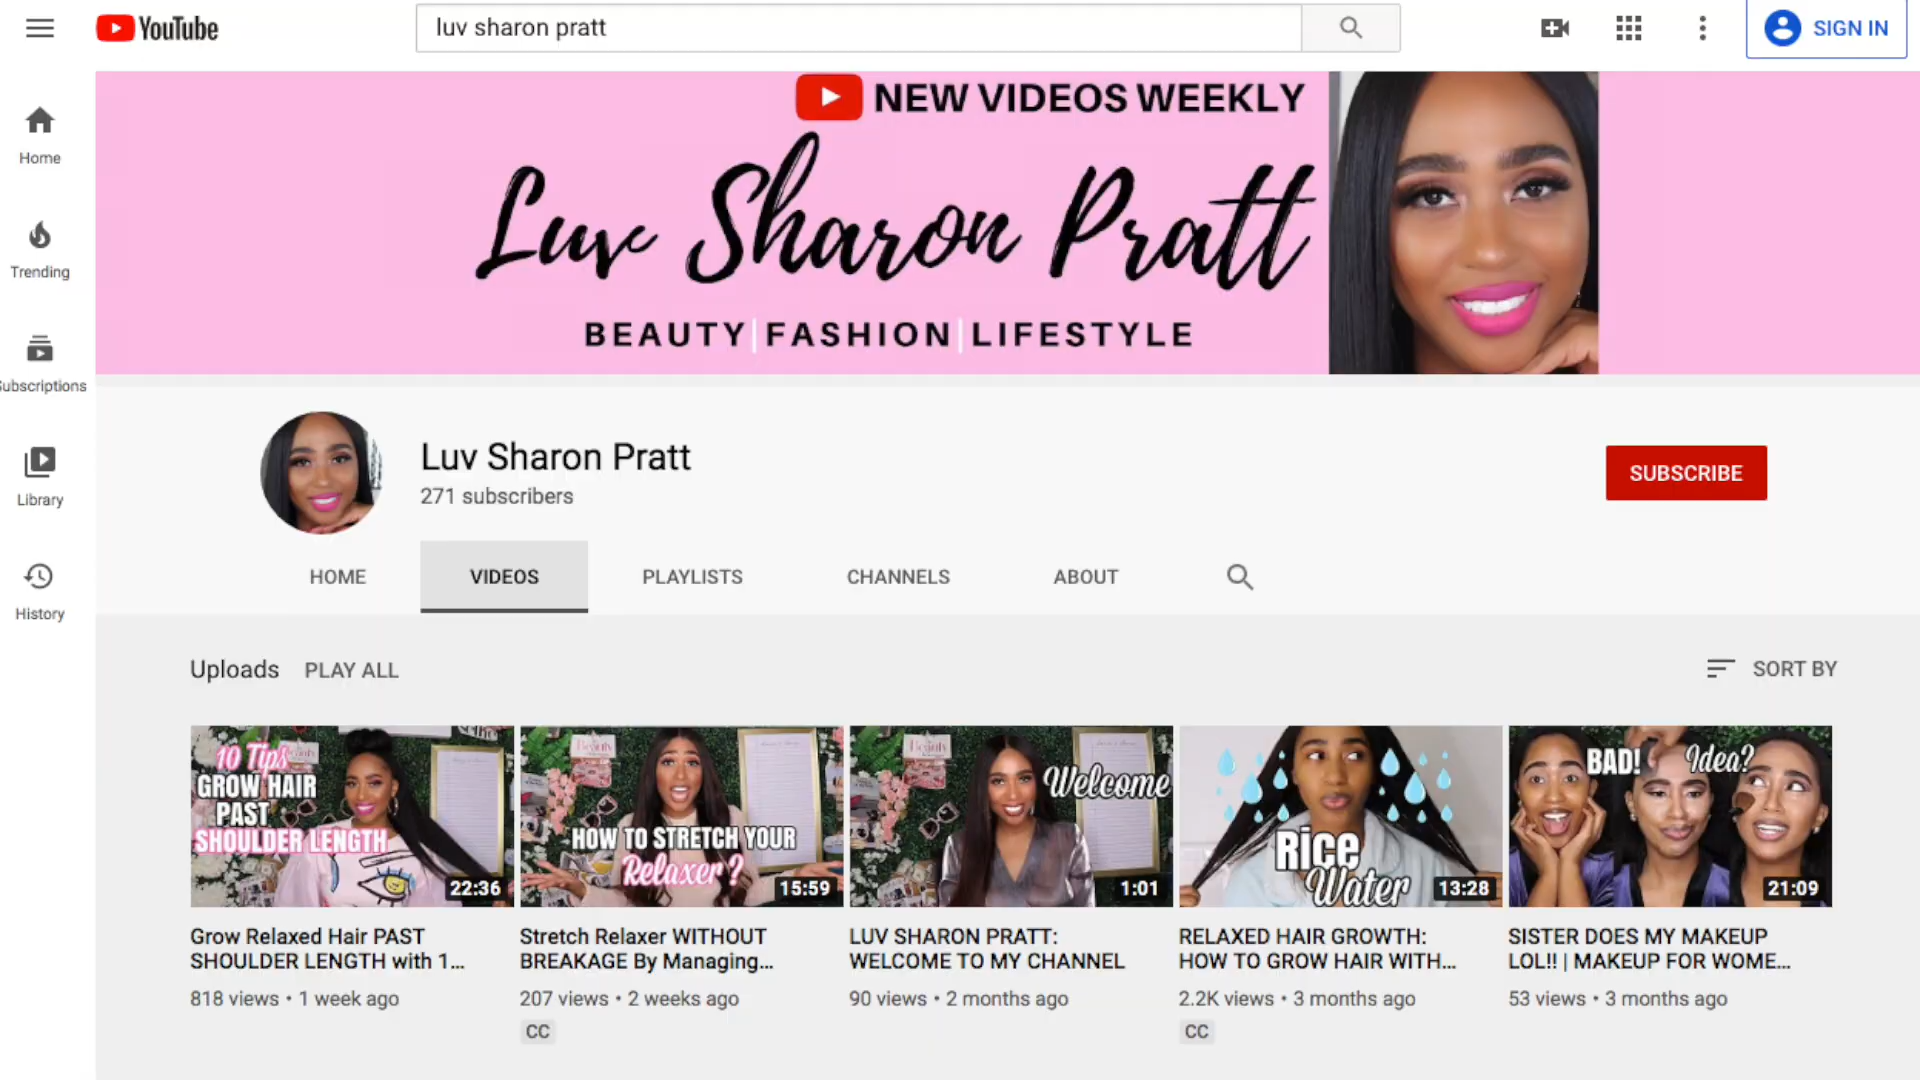 YouTube
luv sharon pratt
SIGN IN
NEW VIDEOS WEEKLY
Luv Sharon Pratt
BEAUTY|FASHION|LIFESTYLE
Home
Trending
Subscriptions
Library
History
Luv Sharon Pratt
271 subscribers
SUBSCRIBE
HOME
VIDEOS
PLAYLISTS
CHANNELS
ABOUT
Uploads
PLAY ALL
SORT BY
10 Tips
GROW HAIR
PAST
SHOULDER LENGTH
22:36
Grow Relaxed Hair PAST
SHOULDER LENGTH with 1...
818 views • 1 week ago
Beauty
HOW TO STRETCH YOUR
Relaxer?
15:59
Stretch Relaxer WITHOUT
BREAKAGE By Managing...
207 views • 2 weeks ago
CC
Beauty
Welcome
1:01
LUV SHARON PRATT:
WELCOME TO MY CHANNEL
90 views • 2 months ago
Rice
Water
13:28
RELAXED HAIR GROWTH:
HOW TO GROW HAIR WITH...
2.2K views • 3 months ago
CC
BAD! Idea?
21:09
SISTER DOES MY MAKEUP
LOL!! | MAKEUP FOR WOME...
53 views • 3 months ago